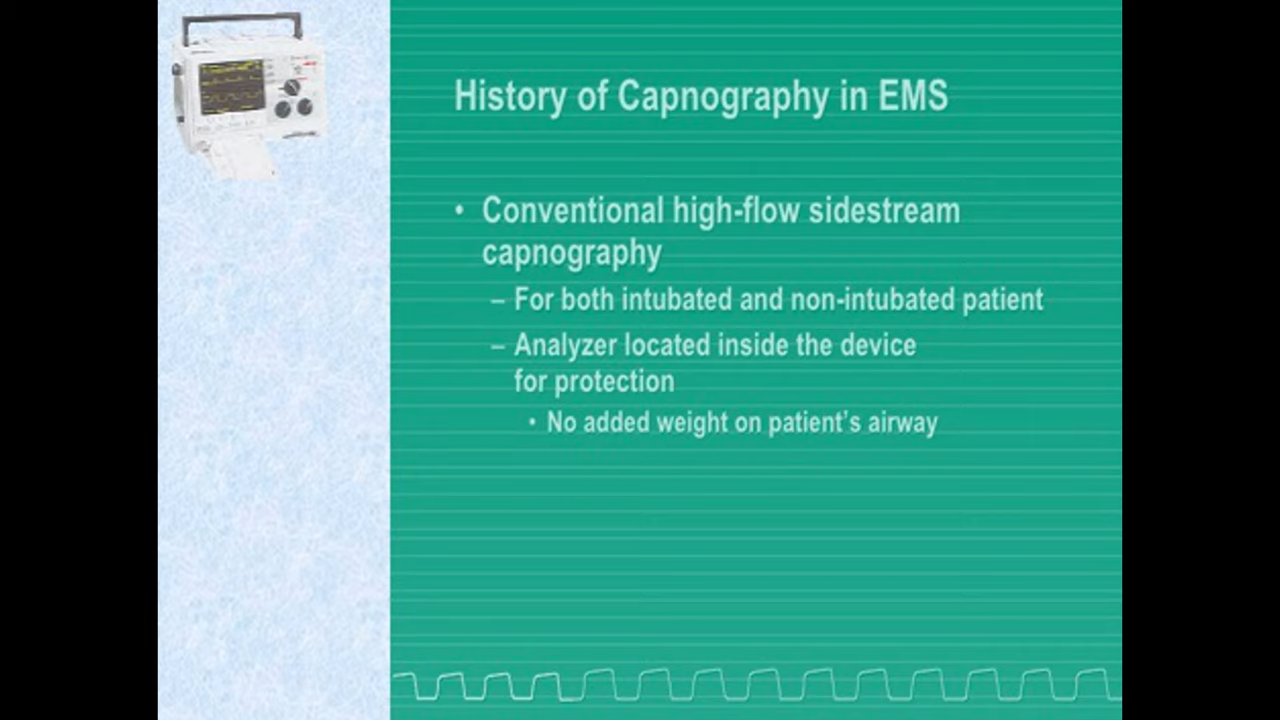 History of Capnography in EMS
• Conventional high-flow sidestream
capnography
– For both intubated and non-intubated patient
– Analyzer located inside the device
for protection
• No added weight on patient's airway